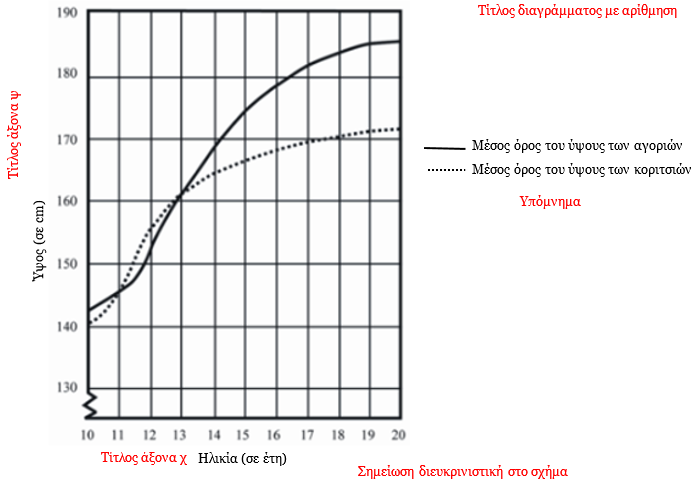 Τίτλος διαγράμματος με αρίθμηση
190
180
170
160
150
140
130
Τίτλος άξονα ψ
Ύψος (σε cm)
Μέσος όρος του ύψους των αγοριών
Μέσος όρος του ύψους των κοριτσιών
Υπόμνημα
10 11 12 13 14 15 16 17 18 19 20
Τίτλος άξονα χ Ηλικία (σε έτη)
Σημείωση διευκρινιστική στο σχήμα